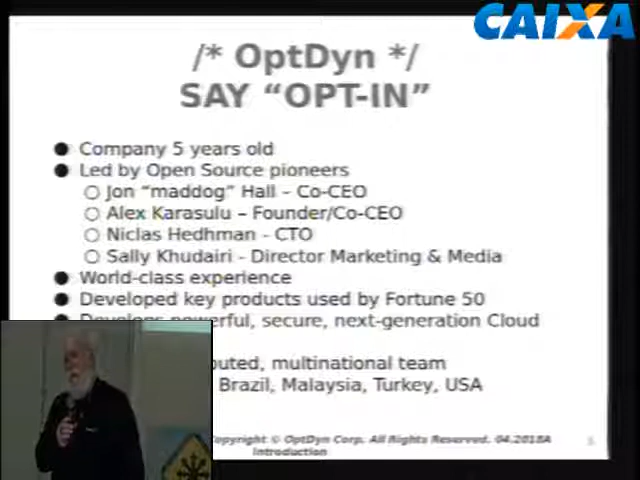 CAIXA
/* OptDyn */
SAY “OPT-IN”
● Company 5 years old
● Led by Open Source pioneers
○ Jon “maddog” Hall – Co-CEO
○ Alex Karasulu – Founder/Co-CEO
○ Niclas Hedhman - CTO
○ Sally Khudairi - Director Marketing & Media
● World-class experience
● Developed key products used by Fortune 50
● Develops powerful, secure, next-generation Cloud
multinational team
Brazil, Malaysia, Turkey, USA
Copyright © OptDyn Corp. All Rights Reserved. 04.2018A
Introduction